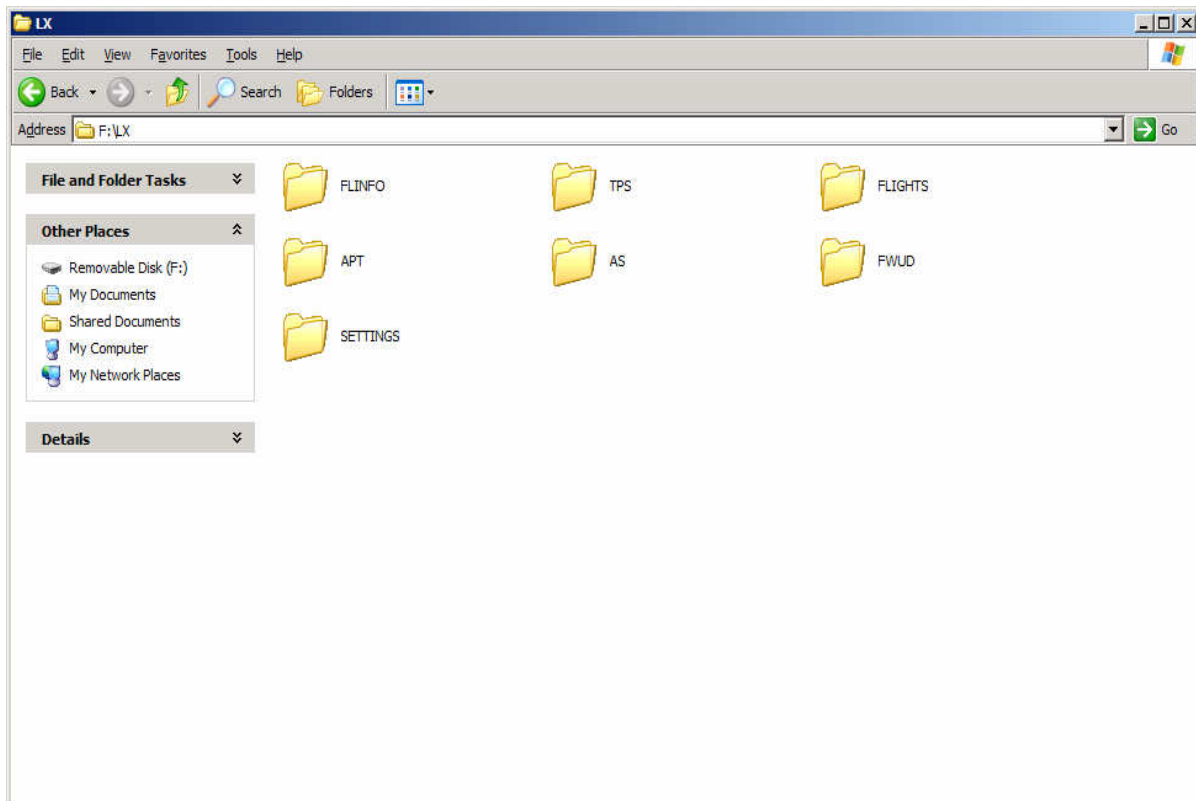 LX
File Edit View Favorites Tools Help
Back Search Folders
Address F:\LX Go
File and Folder Tasks
Other Places
Removable Disk (F:)
My Documents
Shared Documents
My Computer
My Network Places
Details
FLINFO TPS FLIGHTS
APT AS FWUD
SETTINGS